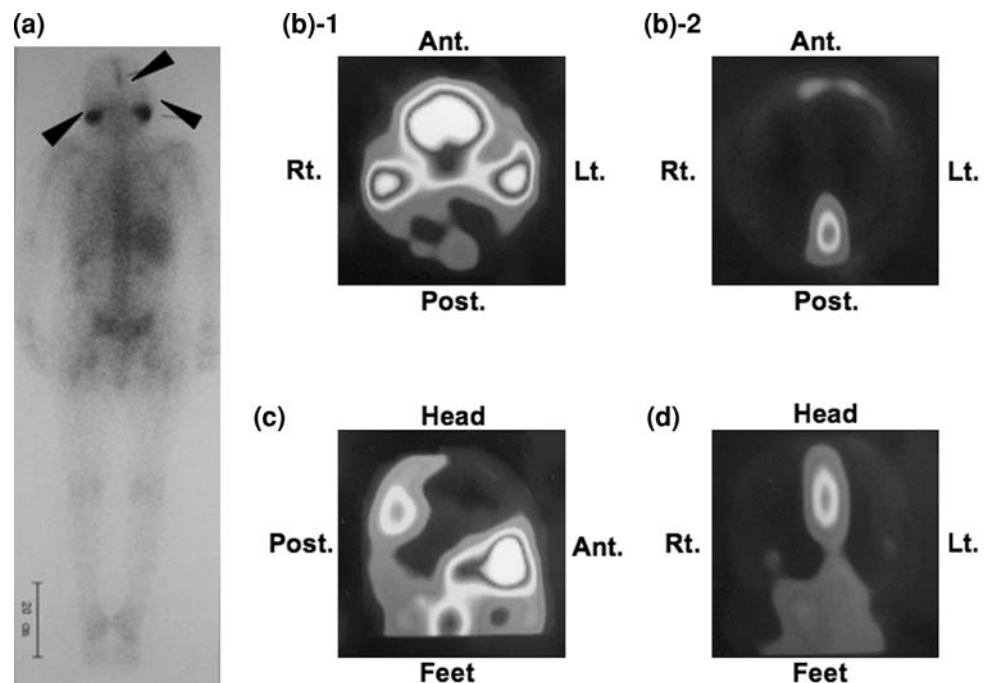 (a)
20 cm
(b)-1
Ant.
Rt.
Lt.
Post.
(b)-2
Ant.
Rt.
Lt.
Post.
(c)
Head
Post.
Ant.
Feet
(d)
Head
Rt.
Lt.
Feet